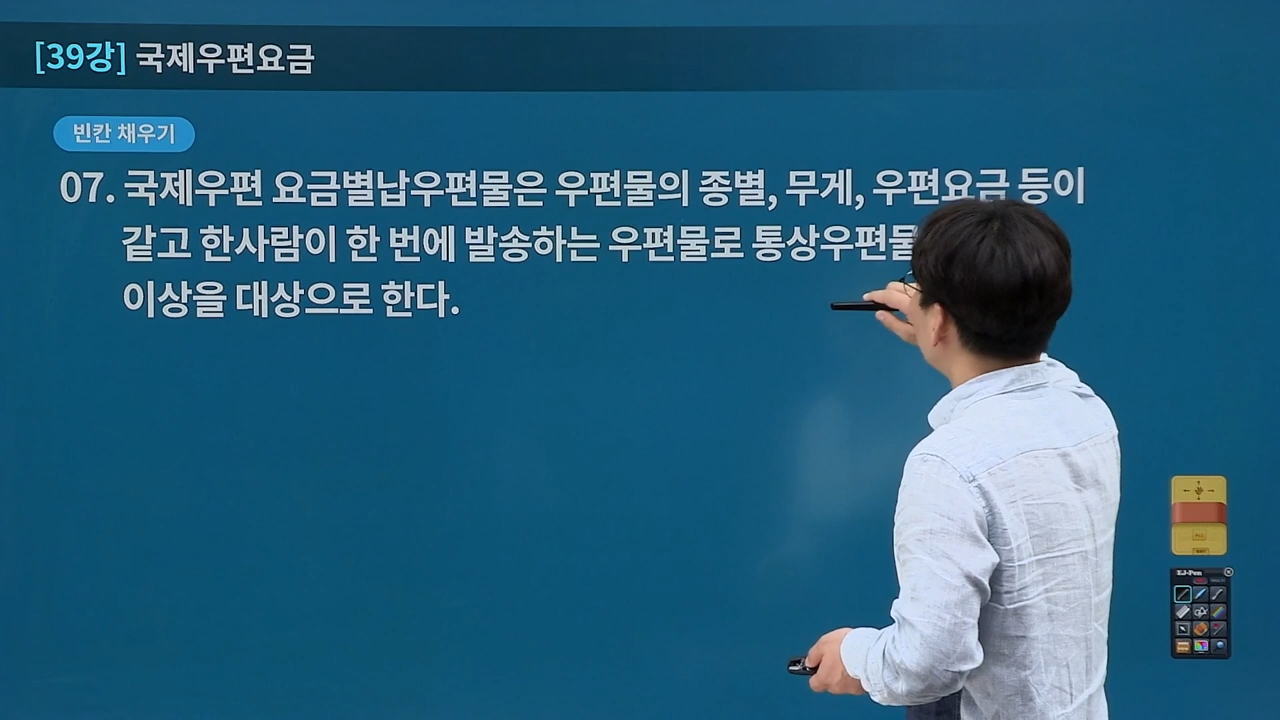 [39강] 국제우편요금
빈칸 채우기
07. 국제우편 요금별납우편물은 우편물의 종별, 무게, 우편요금 등이
같고 한사람이 한 번에 발송하는 우편물로 통상우편물
이상을 대상으로 한다.
EJ-Pen